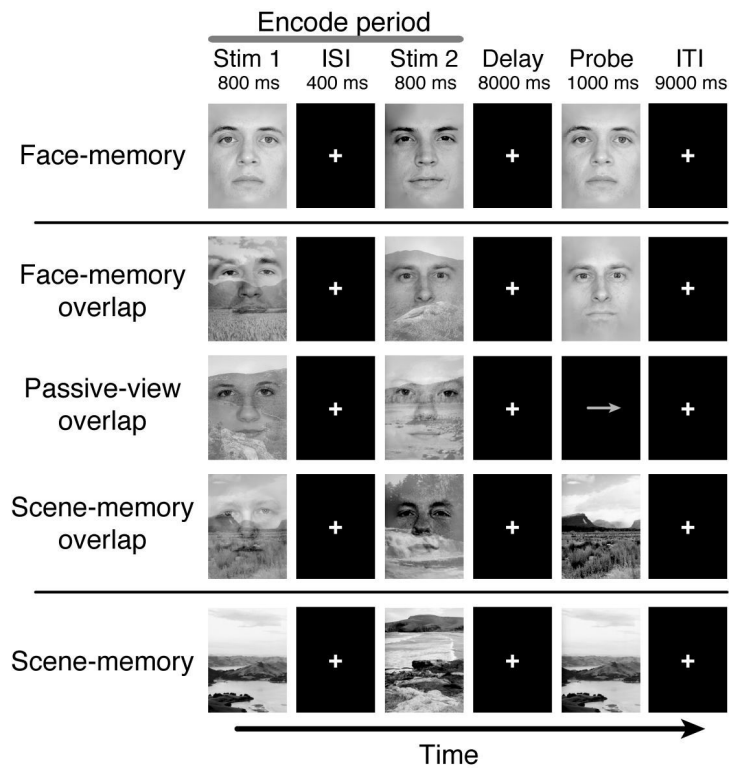 Encode period
Stim 1 ISI Stim 2 Delay Probe ITI
800 ms 400 ms 800 ms 8000 ms 1000 ms 9000 ms
Face-memory
Face-memory
overlap
Passive-view
overlap
Scene-memory
overlap
Scene-memory
Time